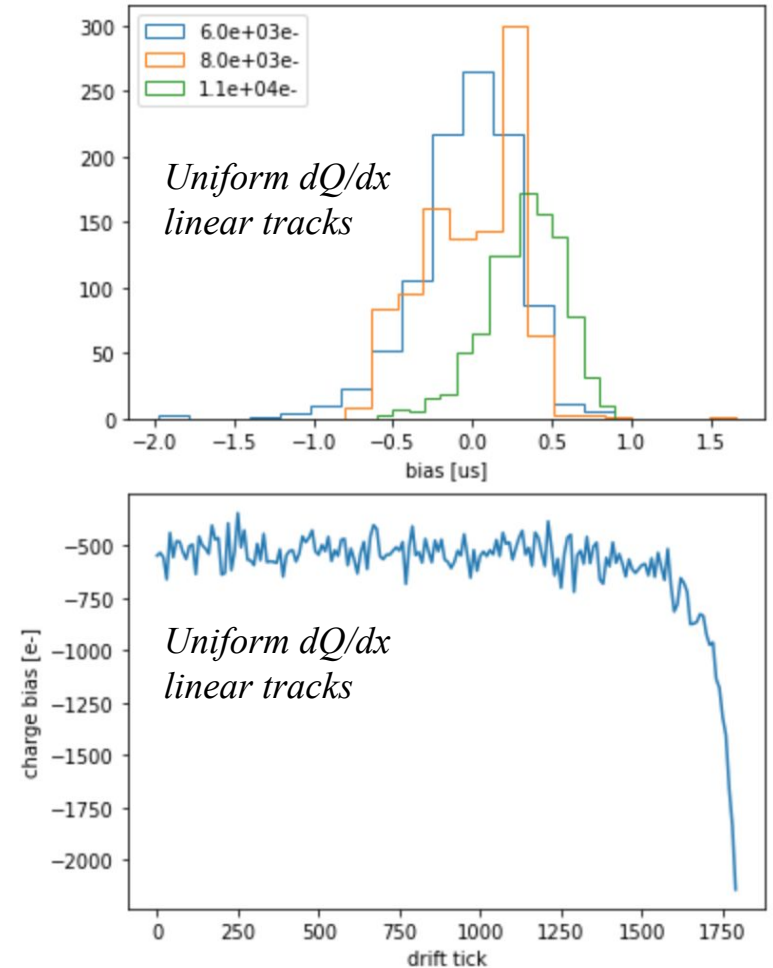 300
250
200
150
100
50
0
6.0e+03e-
8.0e+03e-
1.1e+04e-
Uniform dQ/dx
linear tracks
−2.0 −1.5 −1.0 −0.5 0.0 0.5 1.0 1.5
bias [us]
charge bias [e-]
−500
−750
−1000
−1250
−1500
−1750
−2000
Uniform dQ/dx
linear tracks
0 250 500 750 1000 1250 1500 1750
drift tick